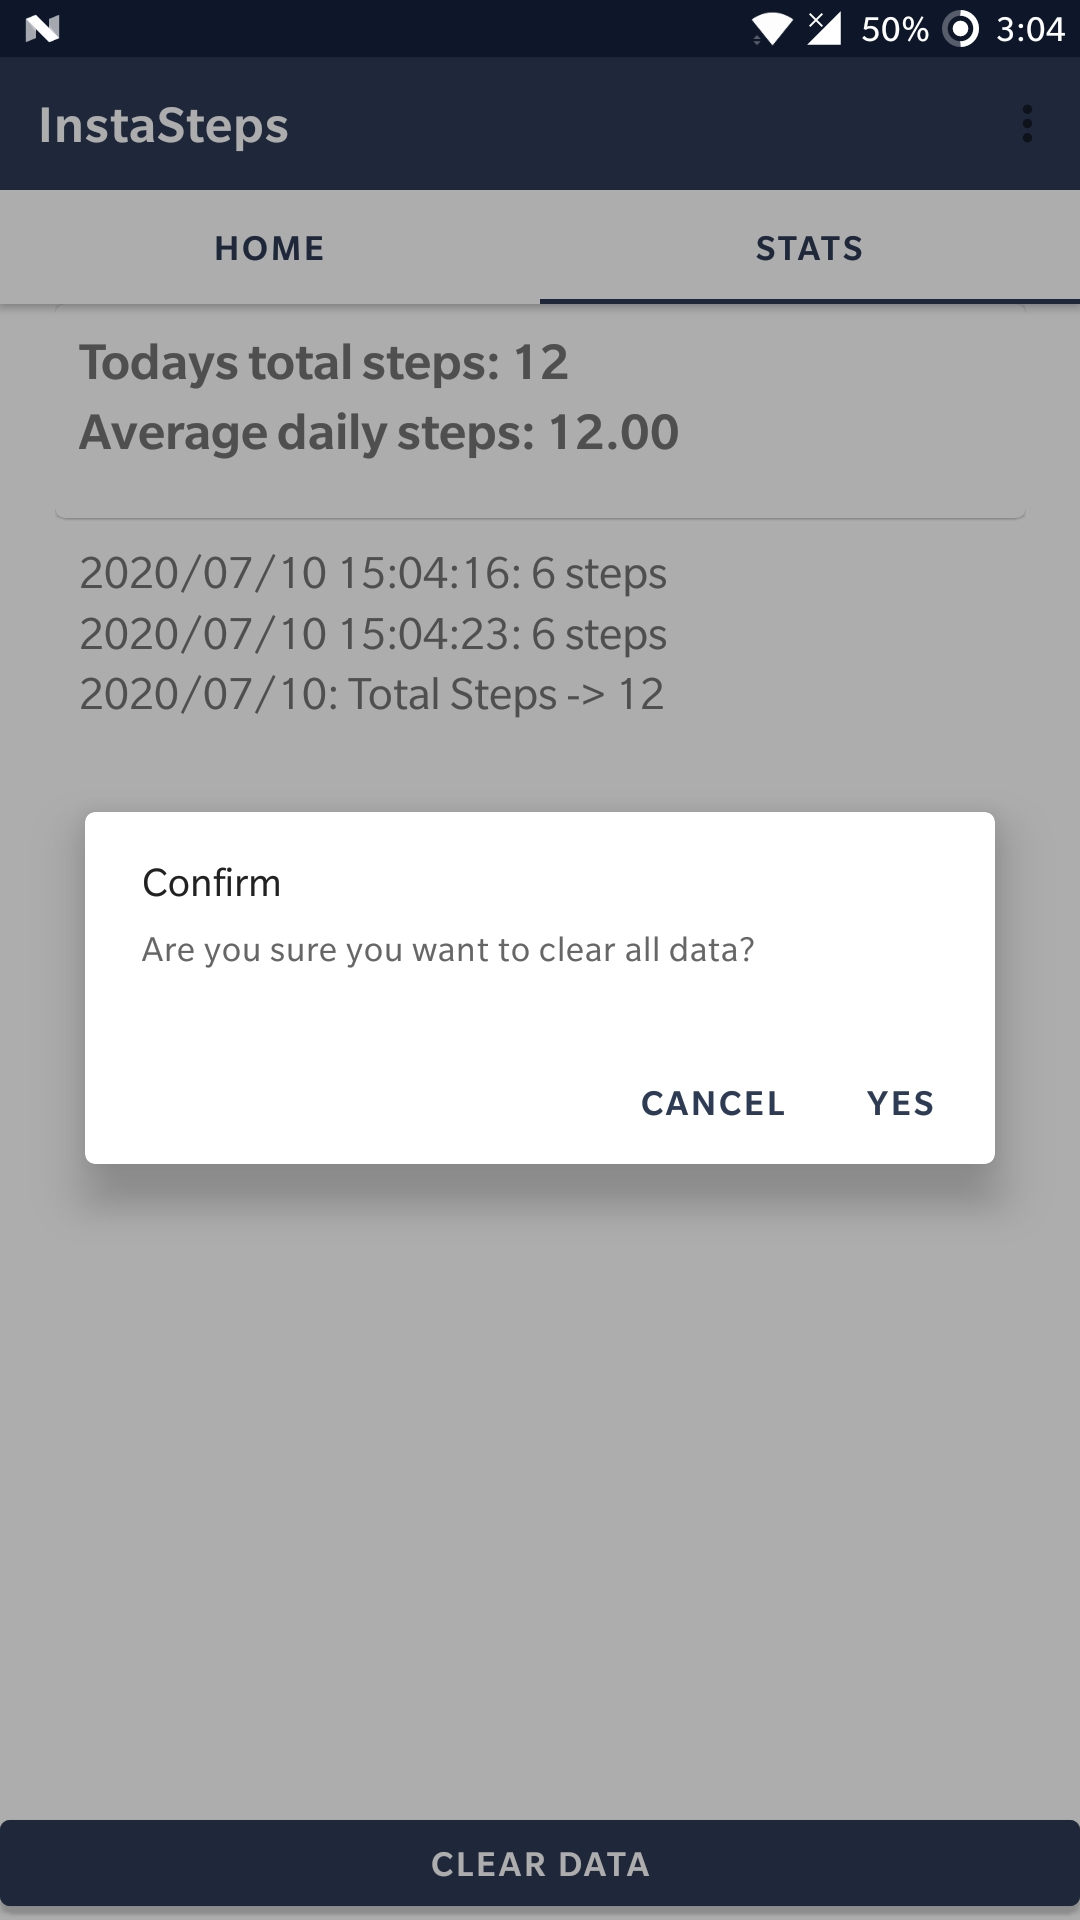 50% 3:04
InstaSteps
HOME STATS
Todays total steps: 12
Average daily steps: 12.00
2020/07/10 15:04:16: 6 steps
2020/07/10 15:04:23: 6 steps
2020/07/10: Total Steps -> 12
Confirm
Are you sure you want to clear all data?
CANCEL YES
CLEAR DATA